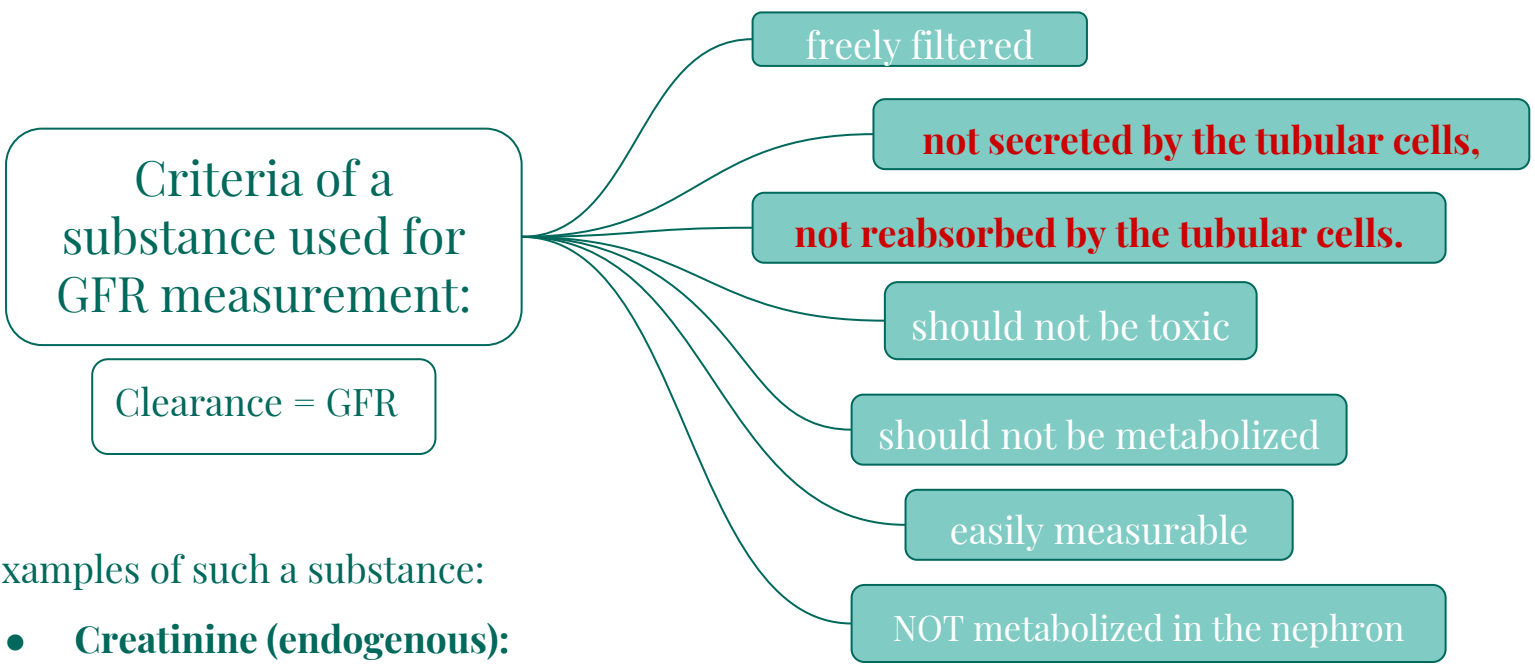 Criteria of a
substance used for
GFR measurement:
Clearance = GFR
freely filtered
not secreted by the tubular cells,
not reabsorbed by the tubular cells.
should not be toxic
should not be metabolized
easily measurable
NOT metabolized in the nephron
xamples of such a substance:
● Creatinine (endogenous):